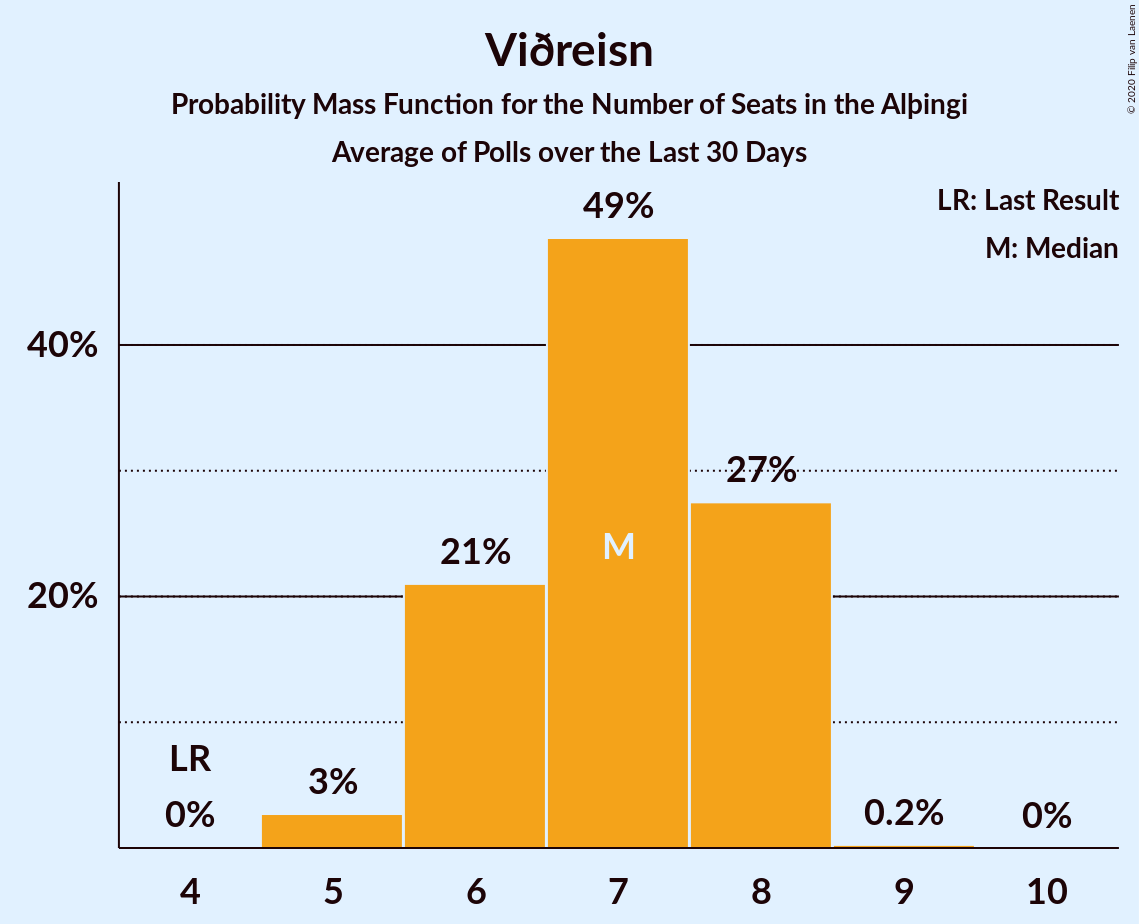 Viðreisn
Probability Mass Function for the Number of Seats in the Alþingi
Average of Polls over the Last 30 Days
© 2020 Filip van Laenen
LR: Last Result
M: Median
49%
40%
27%
M
21%
20%
LR
3%
0%
0.2%
0%
4 5 6 7 8 9 10